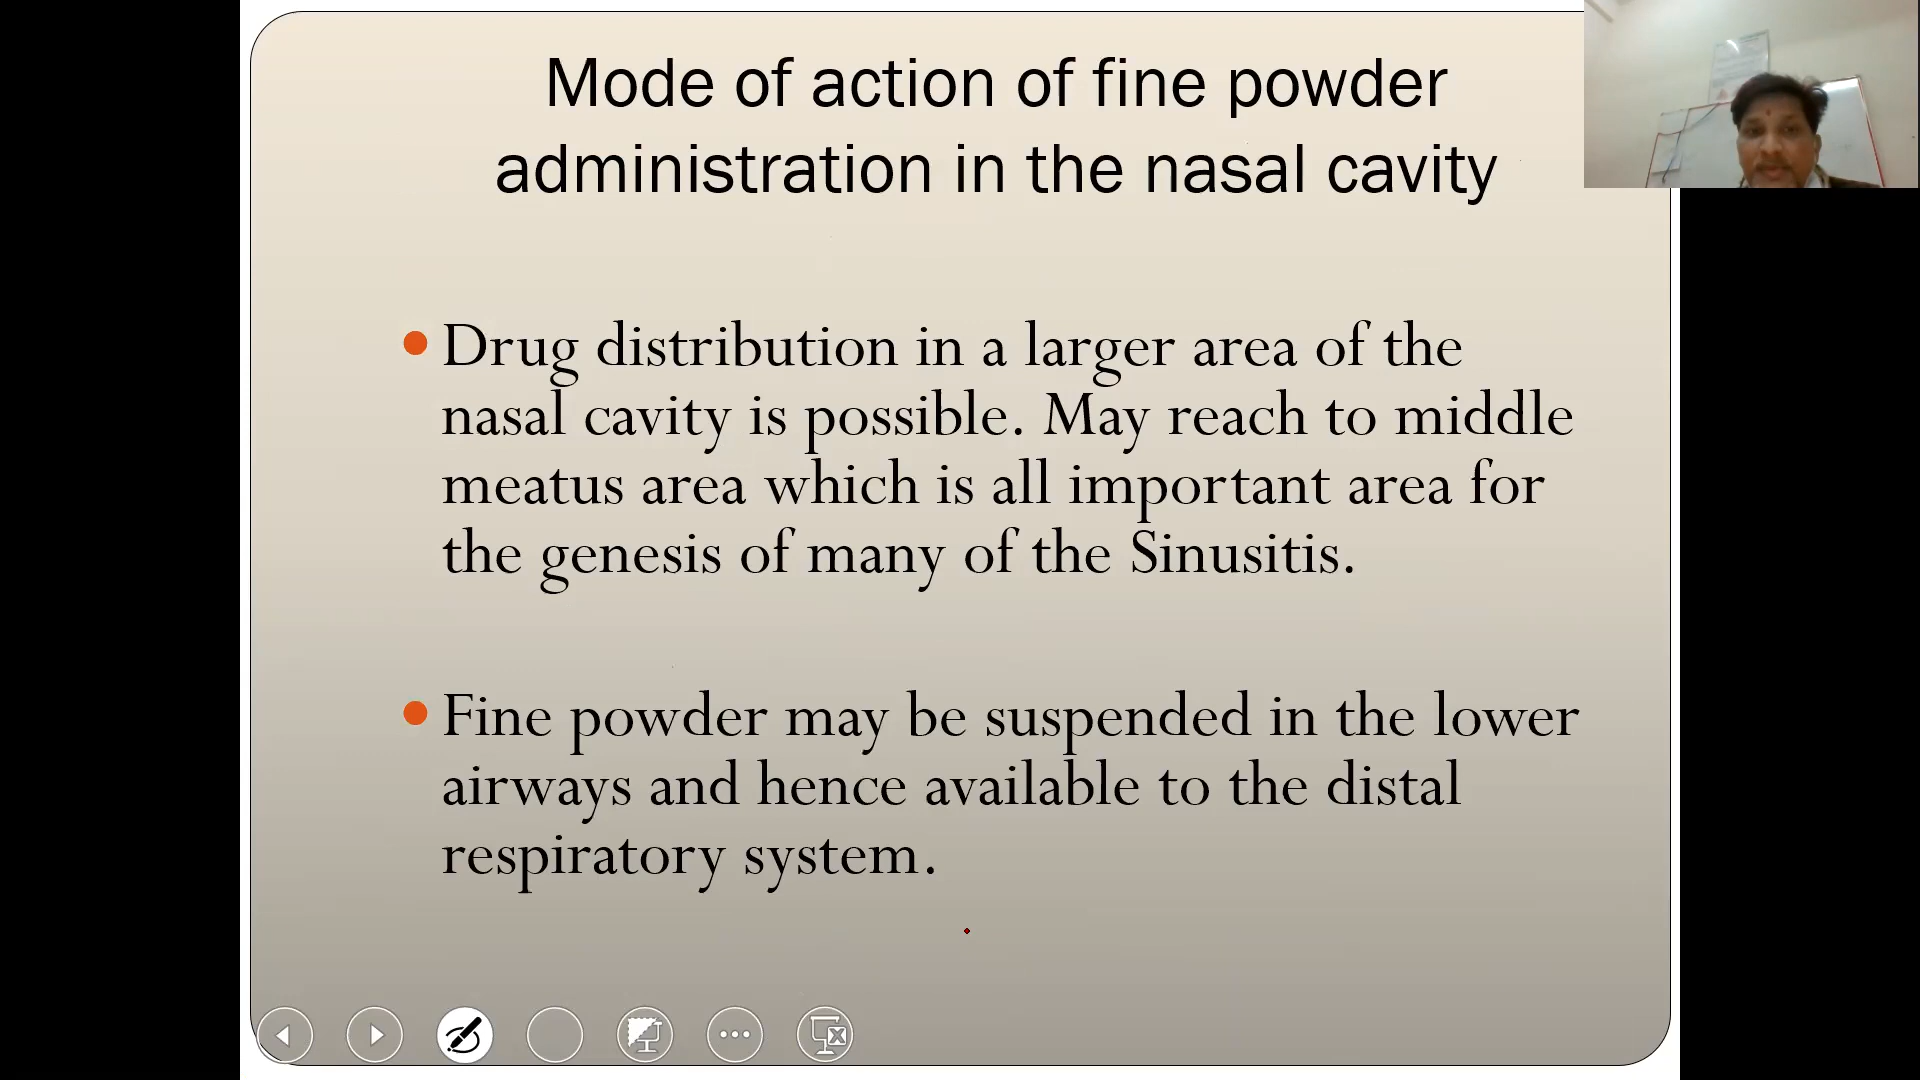 Mode of action of fine powder
administration in the nasal cavity
Drug distribution in a larger area of the
nasal cavity is possible. May reach to middle
meatus area which is all important area for
the genesis of many of the Sinusitis.
Fine powder may be suspended in the lower
airways and hence available to the distal
respiratory system.